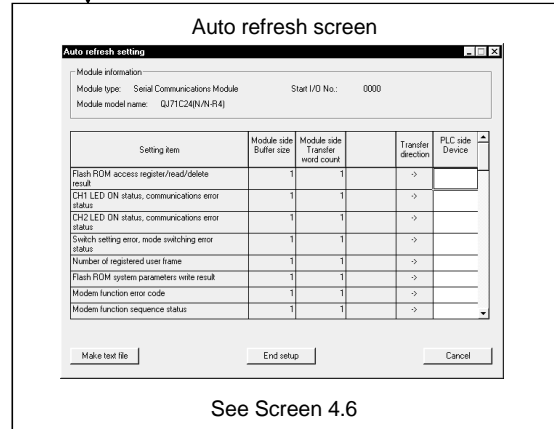 Auto refresh screen
Auto refresh setting
Module information
Module type: Serial Communications Module Start I/O No.: 0000
Module model name: QJ71C24(N/N-R4)
Setting item
Module side
Buffer size
Module side
Transfer
word count
Transfer
direction
PLC side
Device
Flash ROM access register/read/delete
result
1 1 ->
CH1 LED ON status, communications error
status
1 1 ->
CH2 LED ON status, communications error
status
1 1 ->
Switch setting error, mode switching error
status
1 1 ->
Number of registered user frame 1 1 ->
Flash ROM system parameters write result 1 1 ->
Modem function error code 1 1 ->
Modem function sequence status 1 1 ->
Make text file End setup Cancel
See Screen 4.6